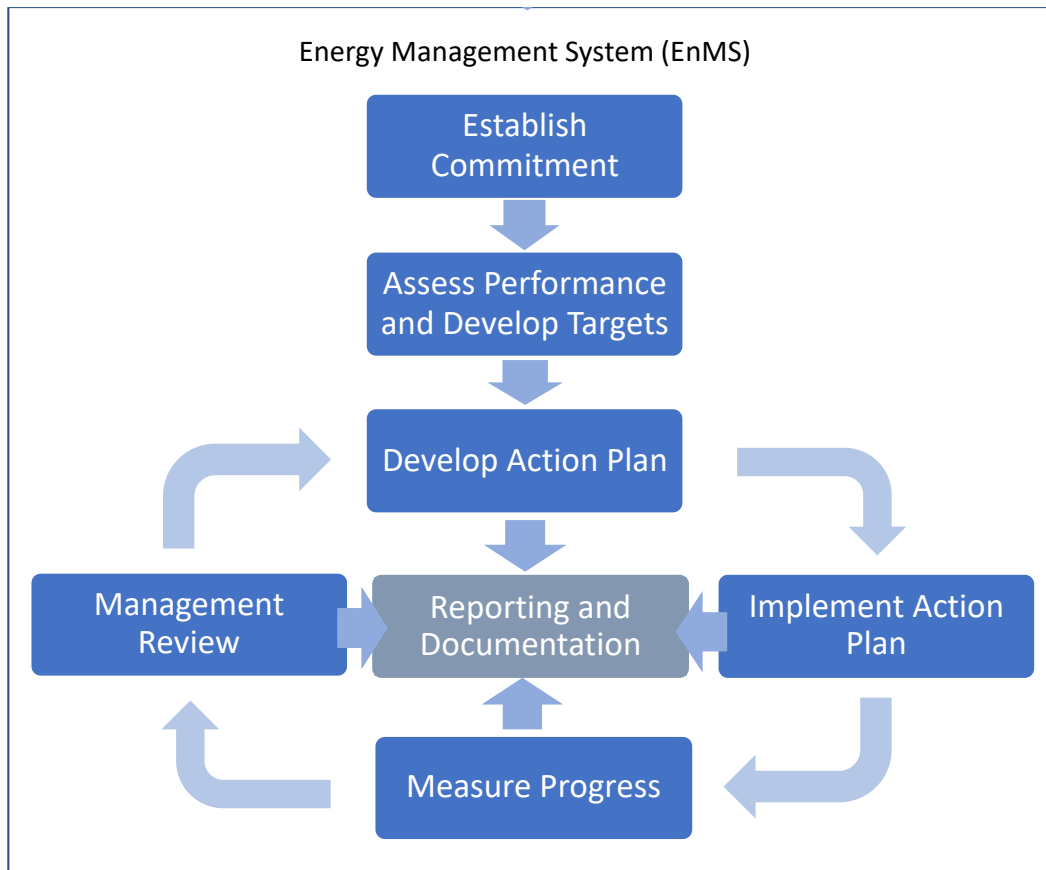 Energy Management System (EnMS)
Establish
Commitment
Assess Performance
and Develop Targets
Develop Action Plan
Management
Review
Reporting and
Documentation
Implement Action
Plan
Measure Progress